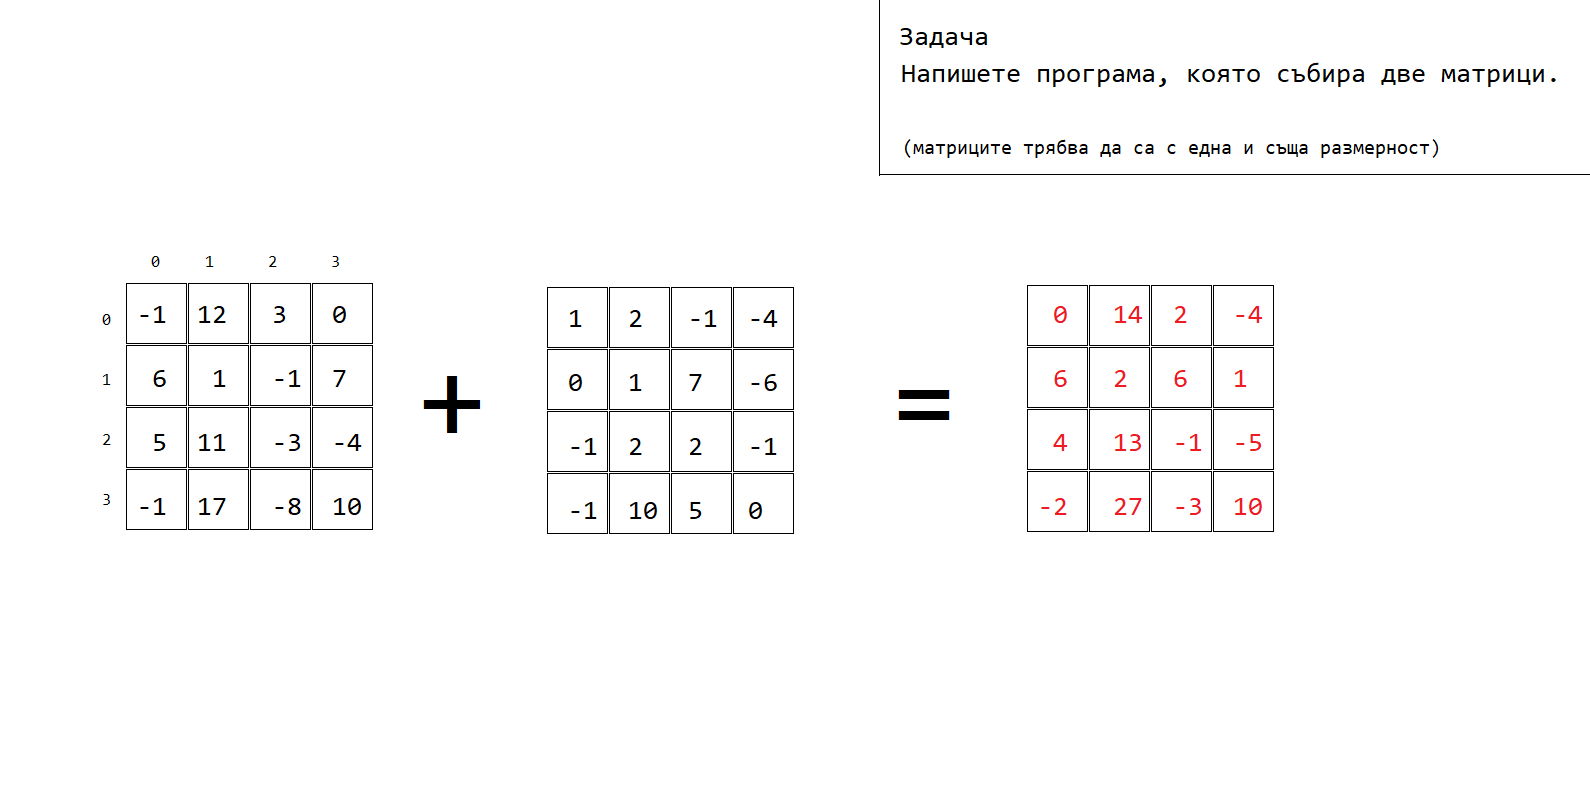 Задача
Напишете програма, която събира две матрици.
(матриците трябва да са с една и съща размерност)
0 1 2 3
0 -1 12 3 0
1 6 1 -1 7
2 5 11 -3 -4
3 -1 17 -8 10
+
1 2 -1 -4
0 1 7 -6
-1 2 2 -1
-1 10 5 0
=
0 14 2 -4
6 2 6 1
4 13 -1 -5
-2 27 -3 10